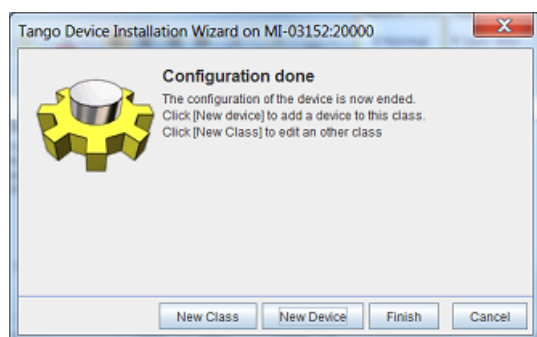 Tango Device Installation Wizard on MI-03152:20000
Configuration done
The configuration of the device is now ended.
Click [New device] to add a device to this class.
Click [New Class] to edit an other class
New Class New Device Finish Cancel